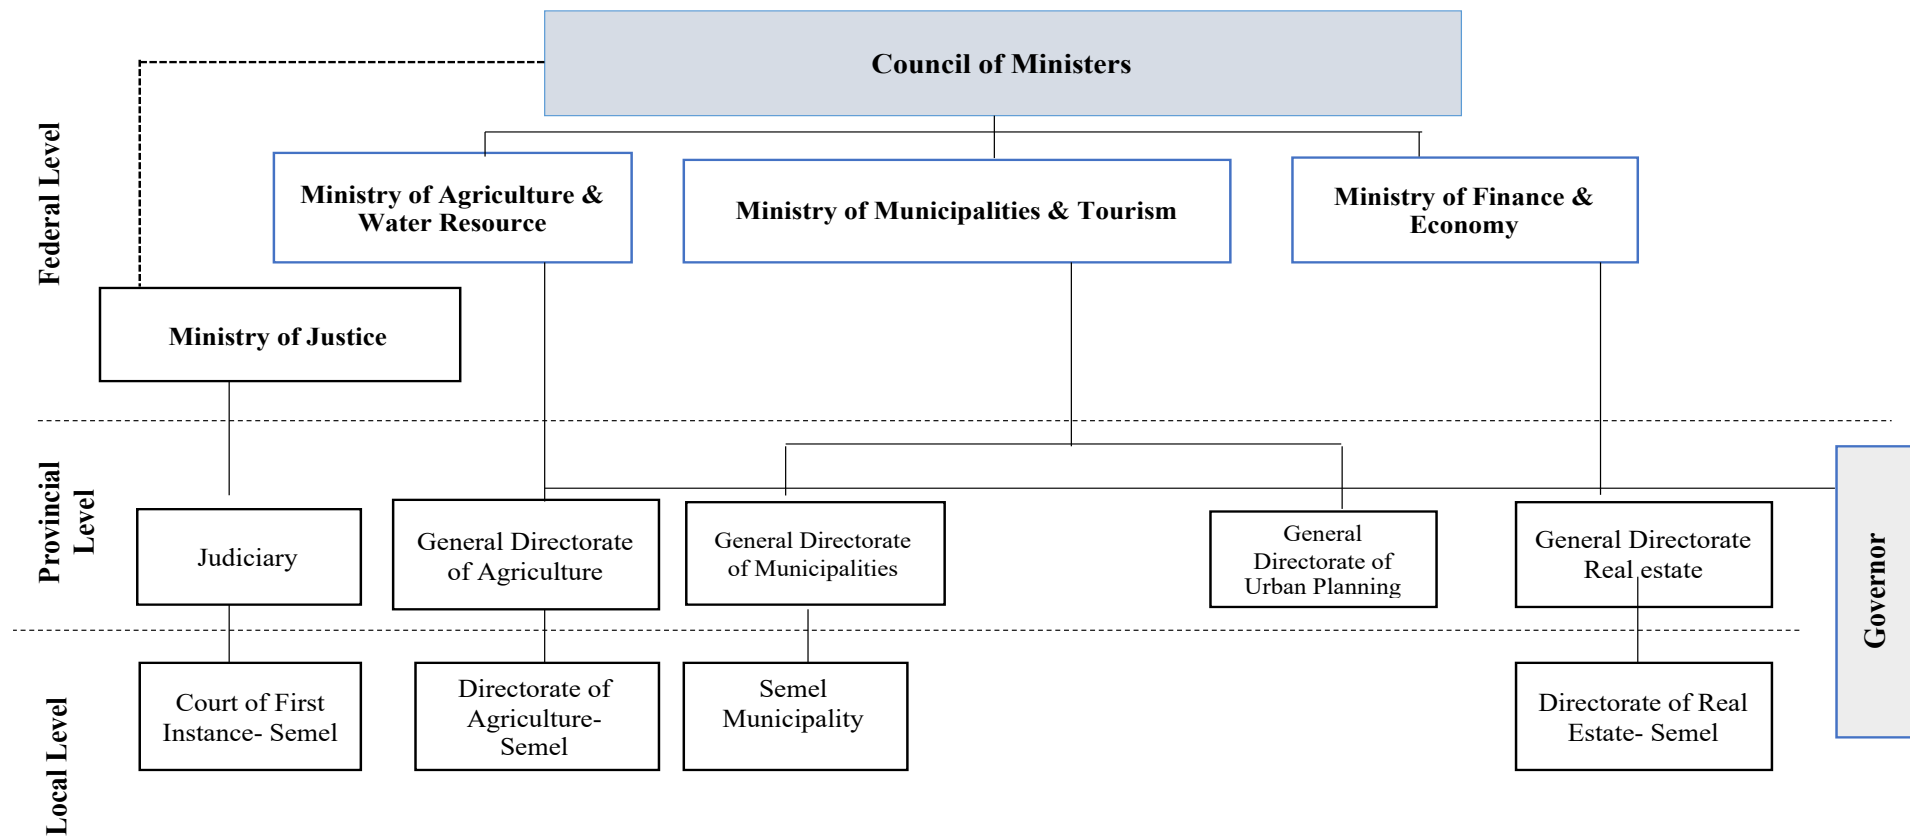 Council of Ministers
Federal Level
Ministry of Agriculture &
Water Resource
Ministry of Municipalities & Tourism
Ministry of Finance &
Economy
Ministry of Justice
Provincial
Level
Judiciary
General Directorate
of Agriculture
General Directorate
of Municipalities
General
Directorate of
Urban Planning
General Directorate
Real estate
Governor
Local Level
Court of First
Instance- Semel
Directorate of
Agriculture-
Semel
Semel
Municipality
Directorate of Real
Estate- Semel